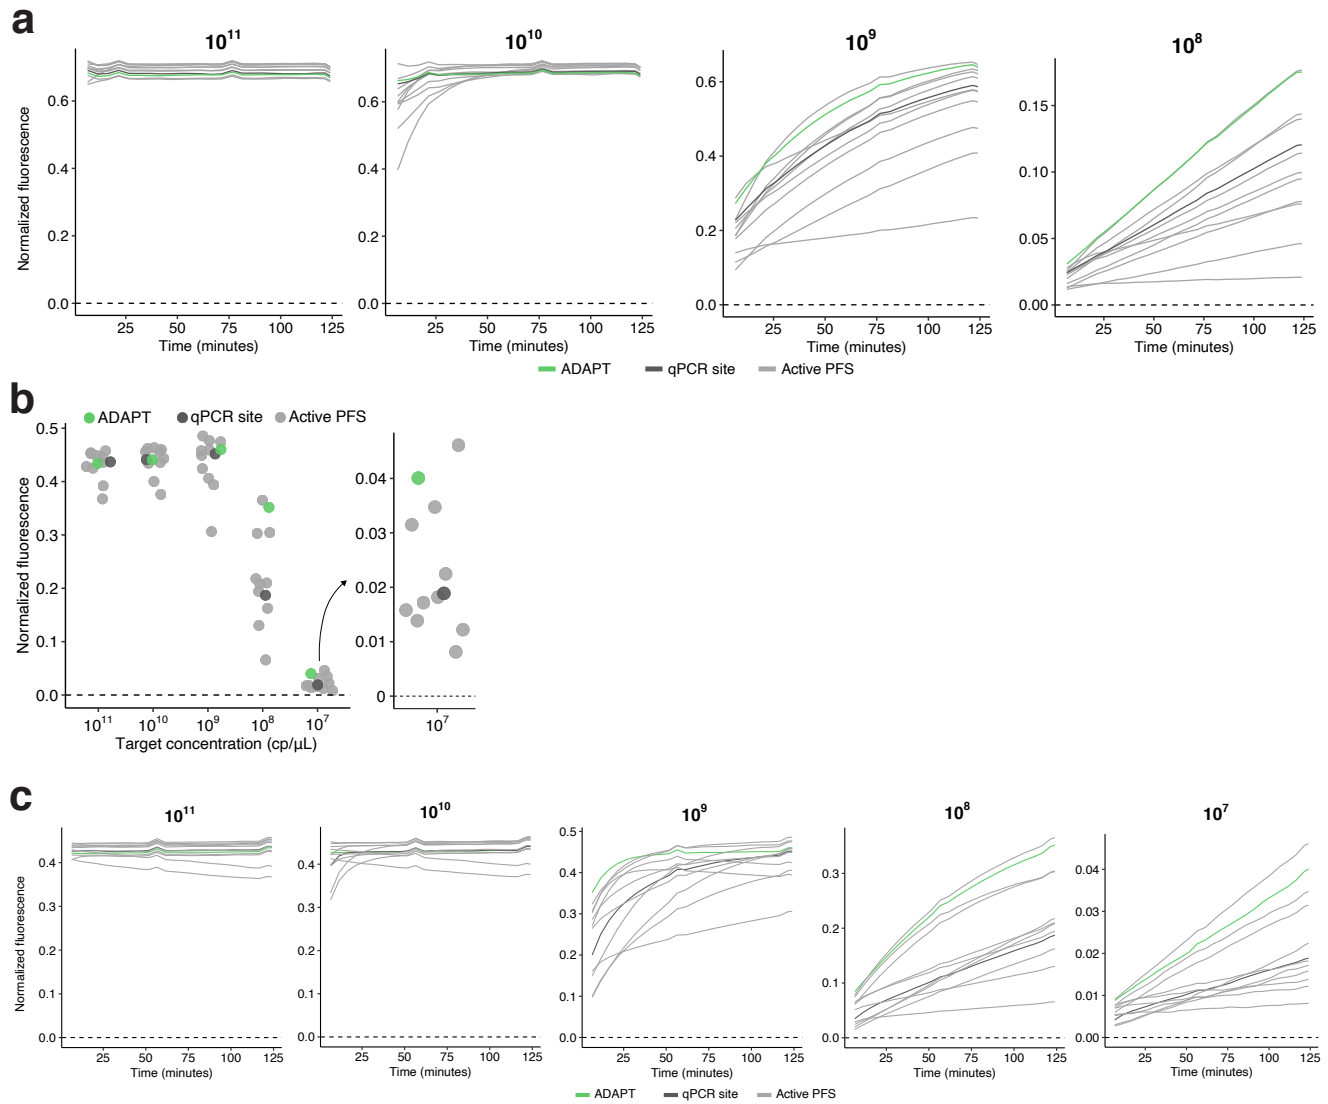 a
10¹¹
10¹⁰
10⁹
10⁸
Normalized fluorescence
0.6
0.4
0.2
0.0
25 50 75 100 125
Time (minutes)
0.6
0.4
0.2
0.0
25 50 75 100 125
Time (minutes)
0.6
0.4
0.2
0.0
25 50 75 100 125
Time (minutes)
0.15
0.10
0.05
0.00
25 50 75 100 125
Time (minutes)
ADAPT qPCR site Active PFS
b
ADAPT qPCR site Active PFS
Normalized fluorescence
0.5
0.4
0.3
0.2
0.1
0.0
10¹¹ 10¹⁰ 10⁹ 10⁸ 10⁷
Target concentration (cp/μL)
0.04
0.03
0.02
0.01
0
10⁷
c
10¹¹
10¹⁰
10⁹
10⁸
10⁷
Normalized fluorescence
0.4
0.3
0.2
0.1
0.0
25 50 75 100 125
Time (minutes)
0.4
0.3
0.2
0.1
0.0
25 50 75 100 125
Time (minutes)
0.5
0.4
0.3
0.2
0.1
0.0
25 50 75 100 125
Time (minutes)
0.3
0.2
0.1
0.0
25 50 75 100 125
Time (minutes)
0.04
0.03
0.02
0.01
0.00
25 50 75 100 125
Time (minutes)
ADAPT qPCR site Active PFS